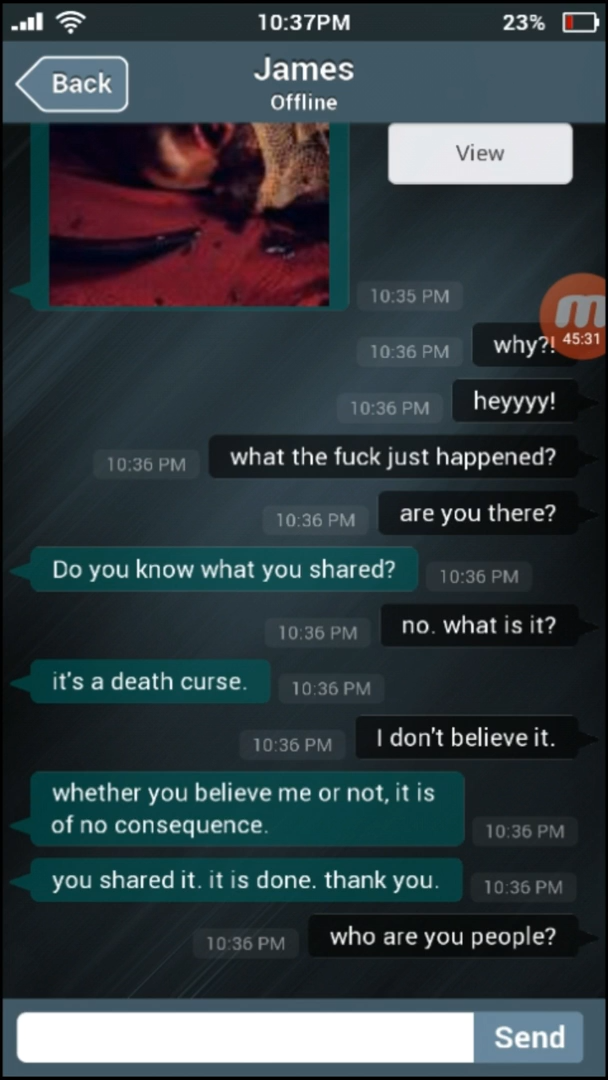 10:37PM
23%
Back
James
Offline
View
10:35 PM
10:36 PM
why?!
45:31
10:36 PM
heyyyy!
10:36 PM
what the fuck just happened?
10:36 PM
are you there?
Do you know what you shared?
10:36 PM
10:36 PM
no. what is it?
it's a death curse.
10:36 PM
10:36 PM
I don't believe it.
whether you believe me or not, it is
of no consequence.
10:36 PM
you shared it. it is done. thank you.
10:36 PM
10:36 PM
who are you people?
Send